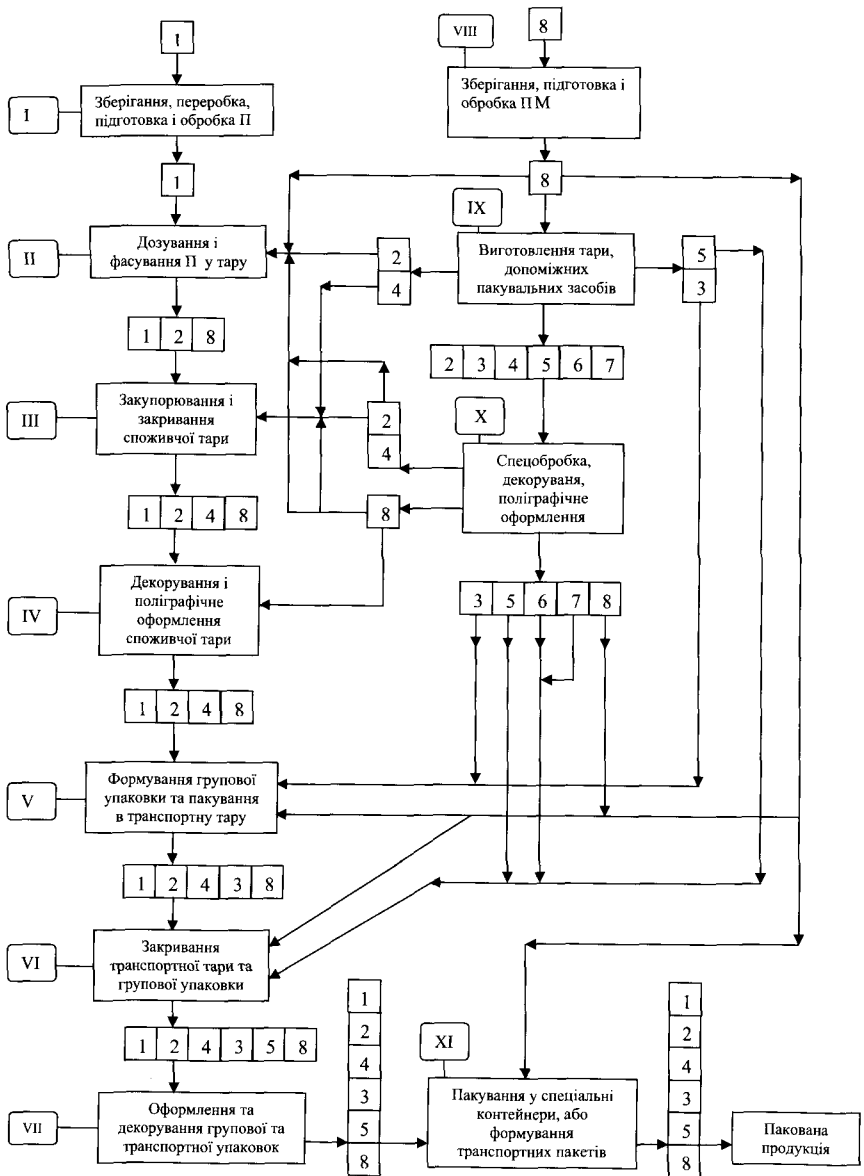 1
8
VIII
I
Зберігання, переробка,
підготовка і обробка П
Зберігання, підготовка і
обробка ПМ
1
8
IX
II
Дозування і
фасування П у тару
2
4
Виготовлення тари,
допоміжних
пакувальних засобів
5
3
1 2 8
2 3 4 5 6 7
III
Закупорювання і
закривання
споживчої тари
2
4
X
Спецобробка,
декоруваня,
поліграфічне
оформлення
1 2 4 8
8
IV
Декорування і
поліграфічне
оформлення
споживчої тари
3 5 6 7 8
1 2 4 8
V
Формування групової
упаковки та пакування
в транспортну тару
1 2 4 3 8
VI
Закривання
транспортної тари та
групової упаковки
1 2 4 3 5 8
VII
Оформлення та
декорування групової та
транспортної упаковок
1
2
4
3
5
8
XI
Пакування у спеціальні
контейнери, або
формування
транспортних пакетів
1
2
4
3
5
8
Пакована
продукція